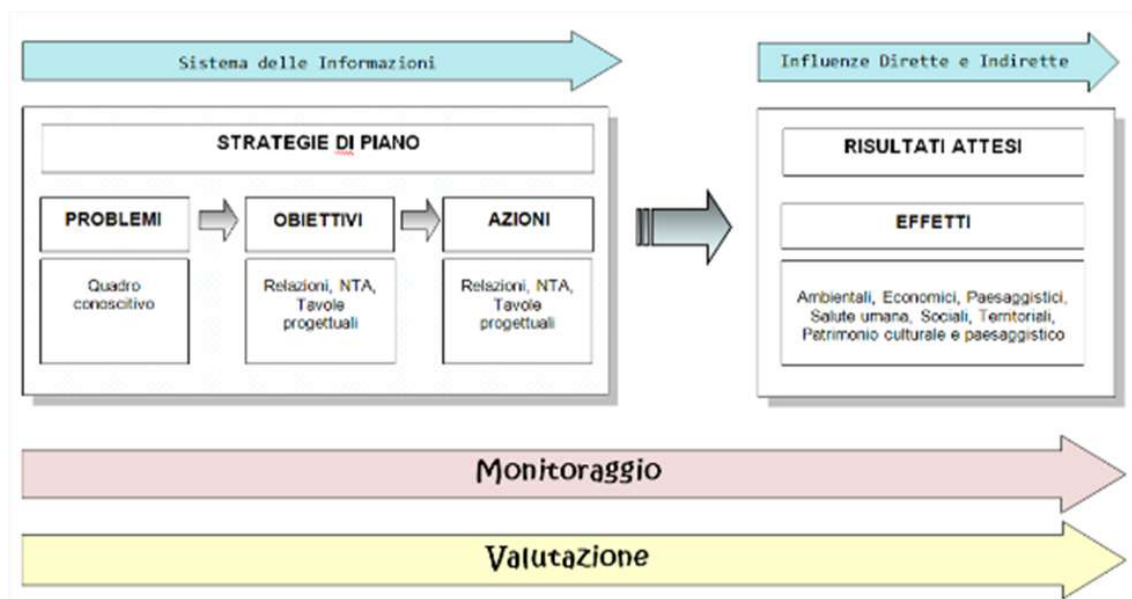 Sistema delle Informazioni
Influenze Dirette e Indirette
STRATEGIE DI PIANO
PROBLEMI
OBIETTIVI
AZIONI
Quadro
conoscitivo
Relazioni, NTA,
Tavole
progettuali
Relazioni, NTA,
Tavole
progettuali
RISULTATI ATTESI
EFFETTI
Ambientali, Economici, Paesaggistici,
Salute umana, Sociali, Territoriali,
Patrimonio culturale e paesaggistico
Monitoraggio
Valutazione